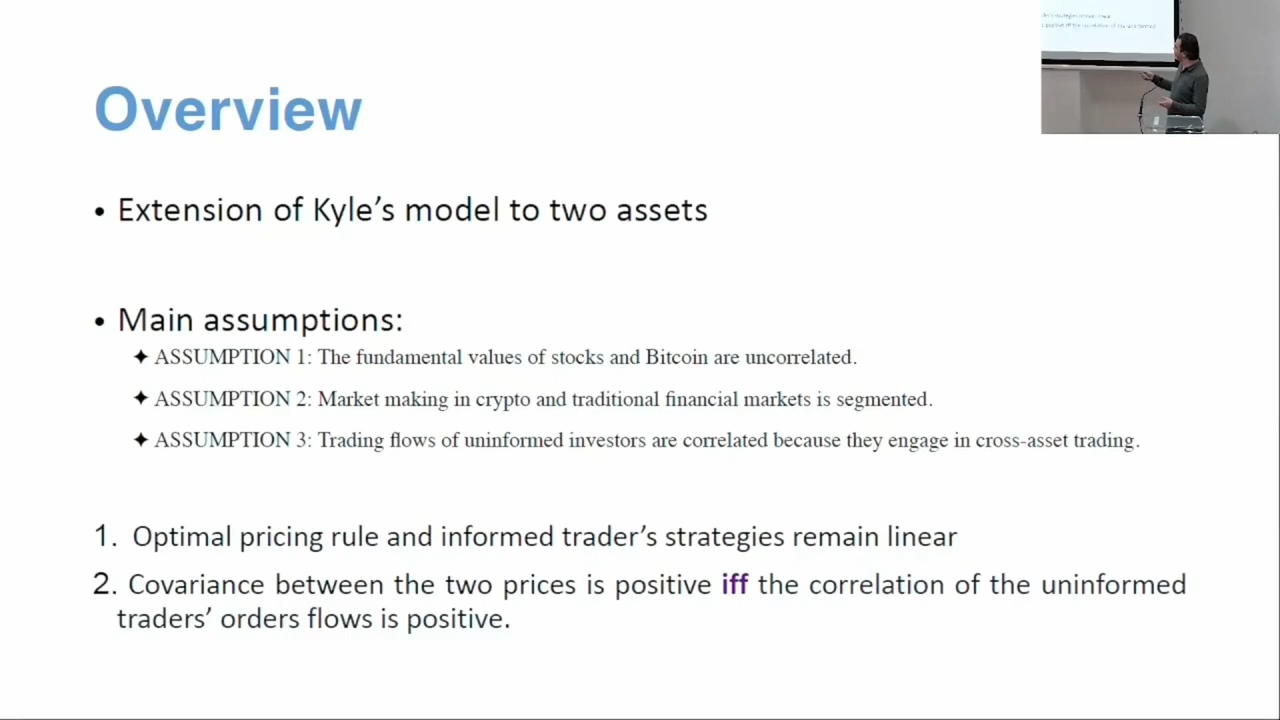 Overview
• Extension of Kyle’s model to two assets
• Main assumptions:
✦ ASSUMPTION 1: The fundamental values of stocks and Bitcoin are uncorrelated.
✦ ASSUMPTION 2: Market making in crypto and traditional financial markets is segmented.
✦ ASSUMPTION 3: Trading flows of uninformed investors are correlated because they engage in cross-asset trading.
1. Optimal pricing rule and informed trader’s strategies remain linear
2. Covariance between the two prices is positive iff the correlation of the uninformed
traders’ orders flows is positive.